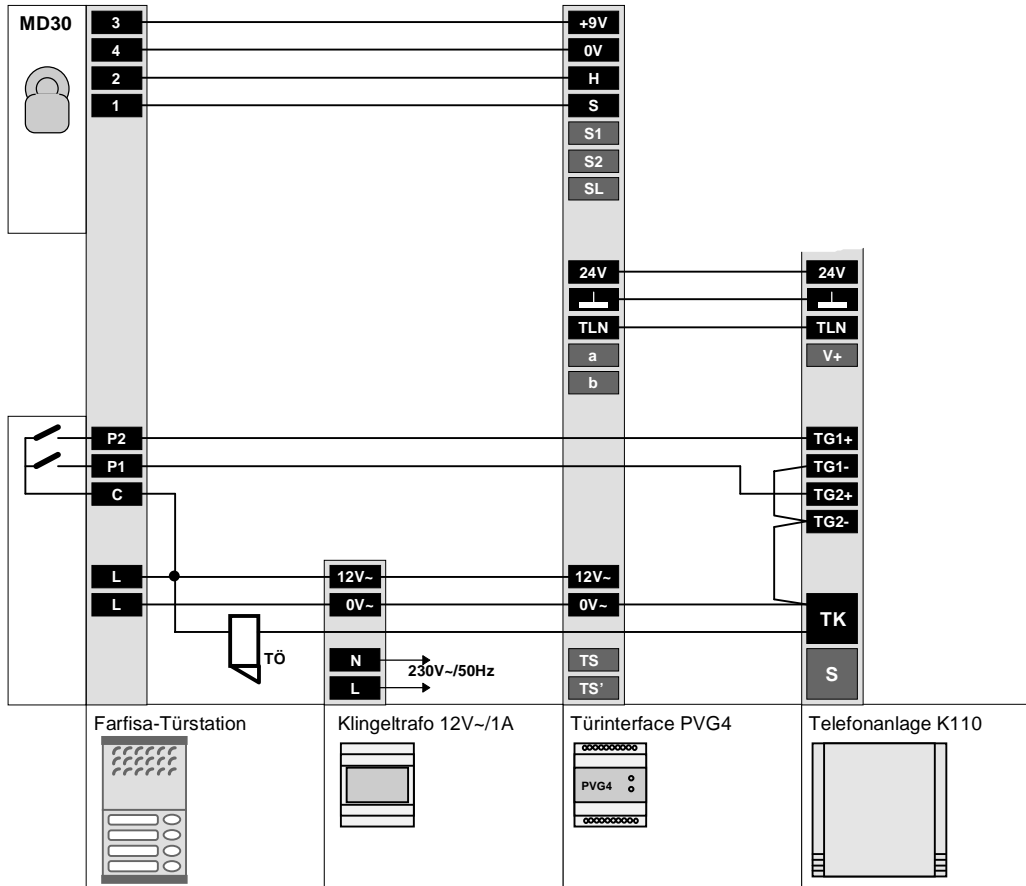 MD30 3 +9V
4 0V
2 H
1 S
S1
S2
SL
24V 24V
TLN TLN
a V+
b
P2 TG1+
P1 TG1-
C TG2+
TG2-
L 12V~ 12V~
L 0V~ 0V~ TK
TÖ
N 230V~/50Hz TS S
L TS’
Farfisa-Türstation Klingeltrafo 12V~/1A Türinterface PVG4 Telefonanlage K110
PVG4